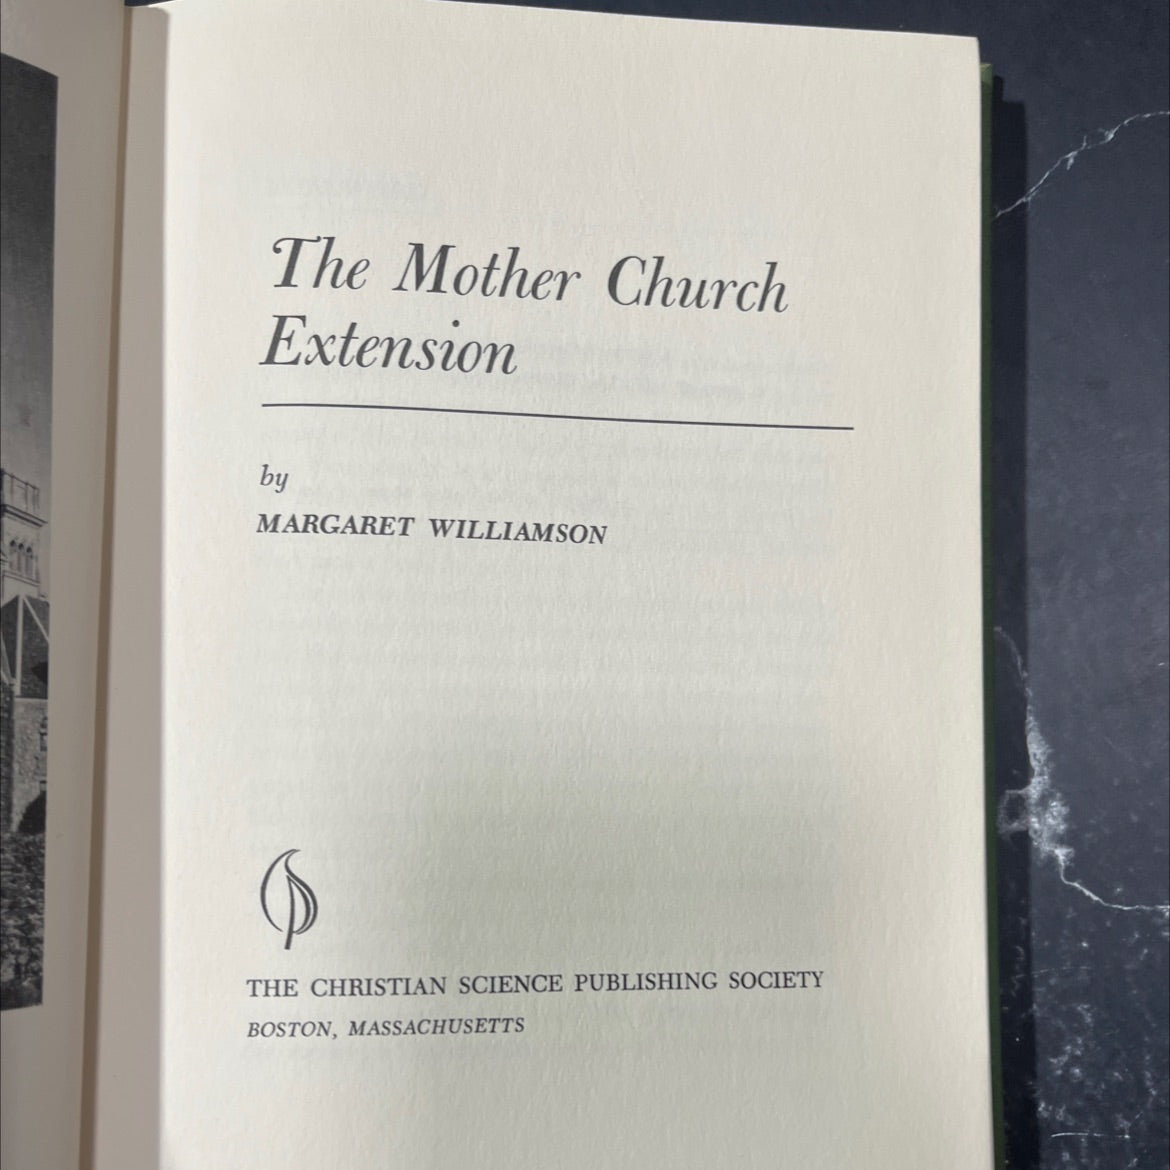 The Mother Church
Extension
by
MARGARET WILLIAMSON
THE CHRISTIAN SCIENCE PUBLISHING SOCIETY
BOSTON, MASSACHUSETTS